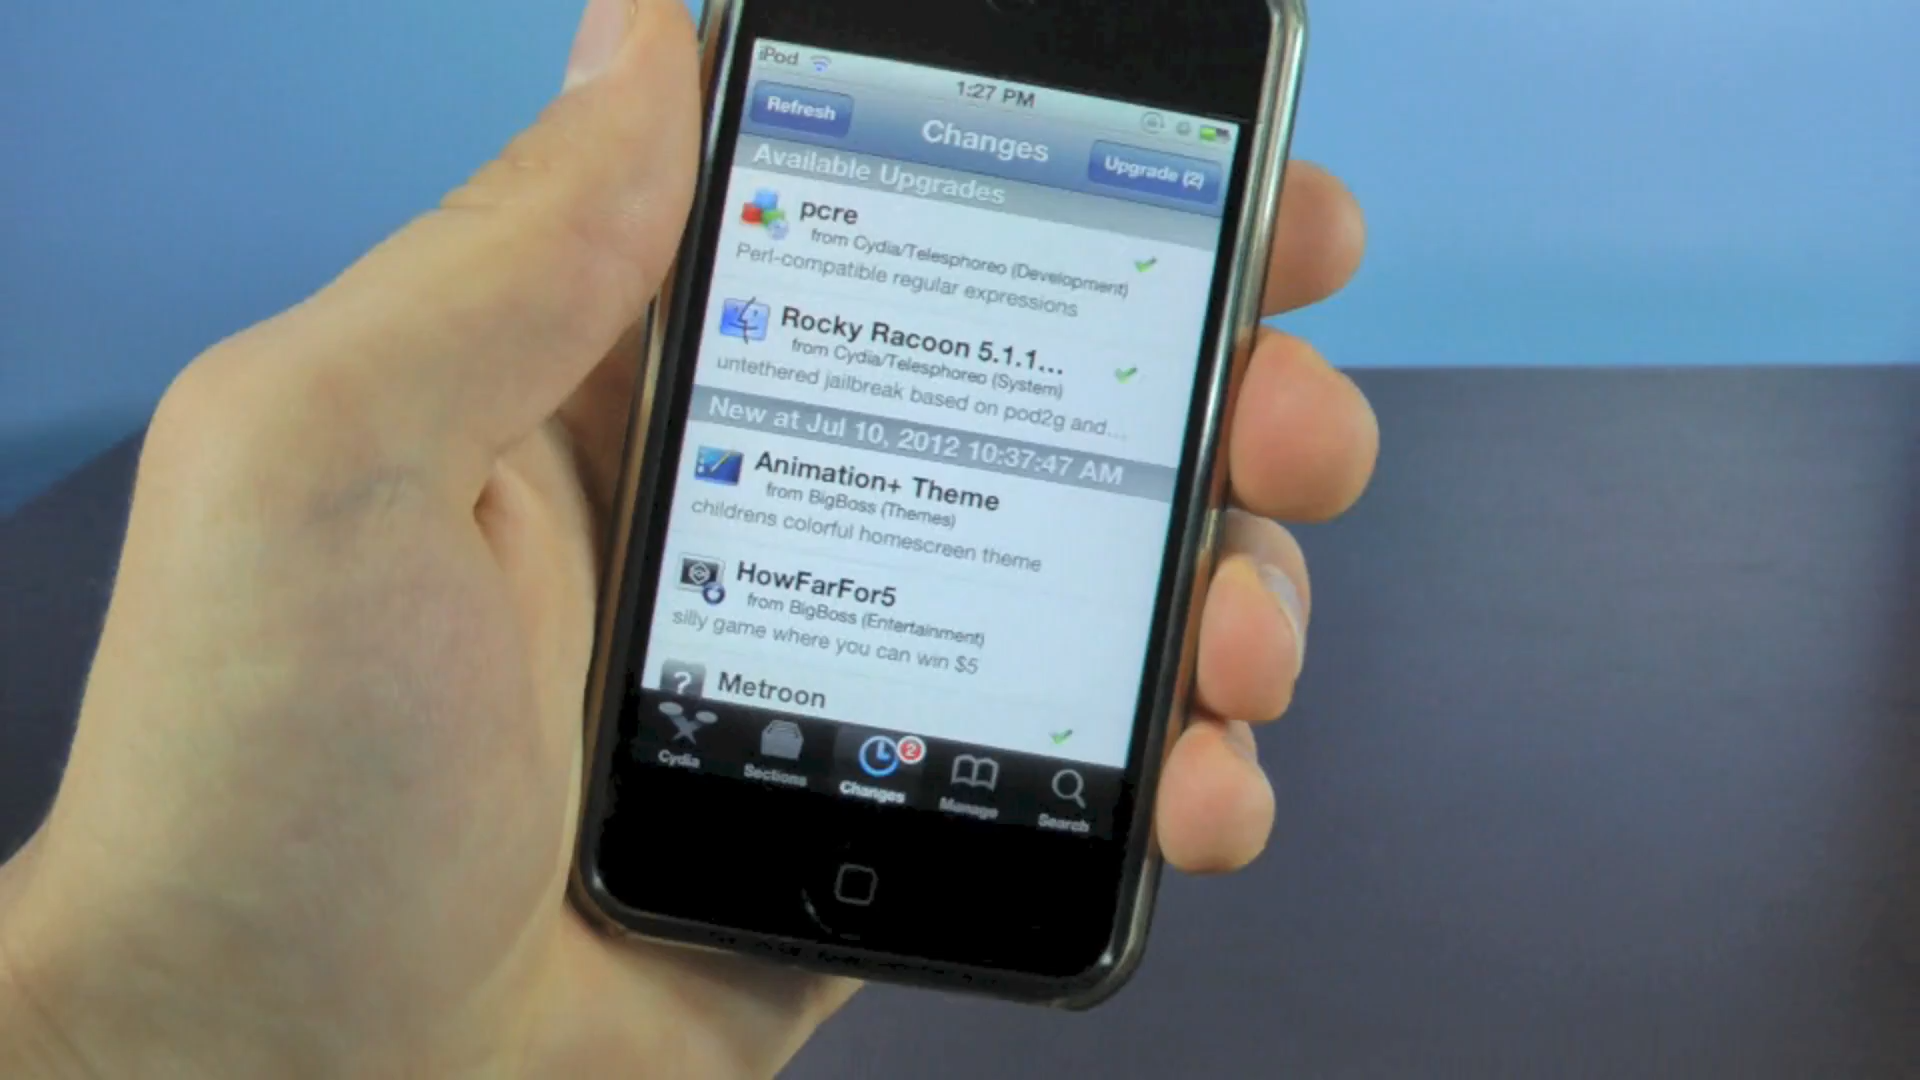 iPod
1:27 PM
Refresh
Changes
Upgrade (2)
Available Upgrades
pcre
from Cydia/Telesphoreo (Development)
Perl-compatible regular expressions
Rocky Racoon 5.1.1...
from Cydia/Telesphoreo (System)
untethered jailbreak based on pod2g and...
New at Jul 10, 2012 10:37:47 AM
Animation+ Theme
from BigBoss (Themes)
childrens colorful homescreen theme
HowFarFor5
from BigBoss (Entertainment)
silly game where you can win $5
?
Metroon
2
Cydia
Sections
Changes
Manage
Search